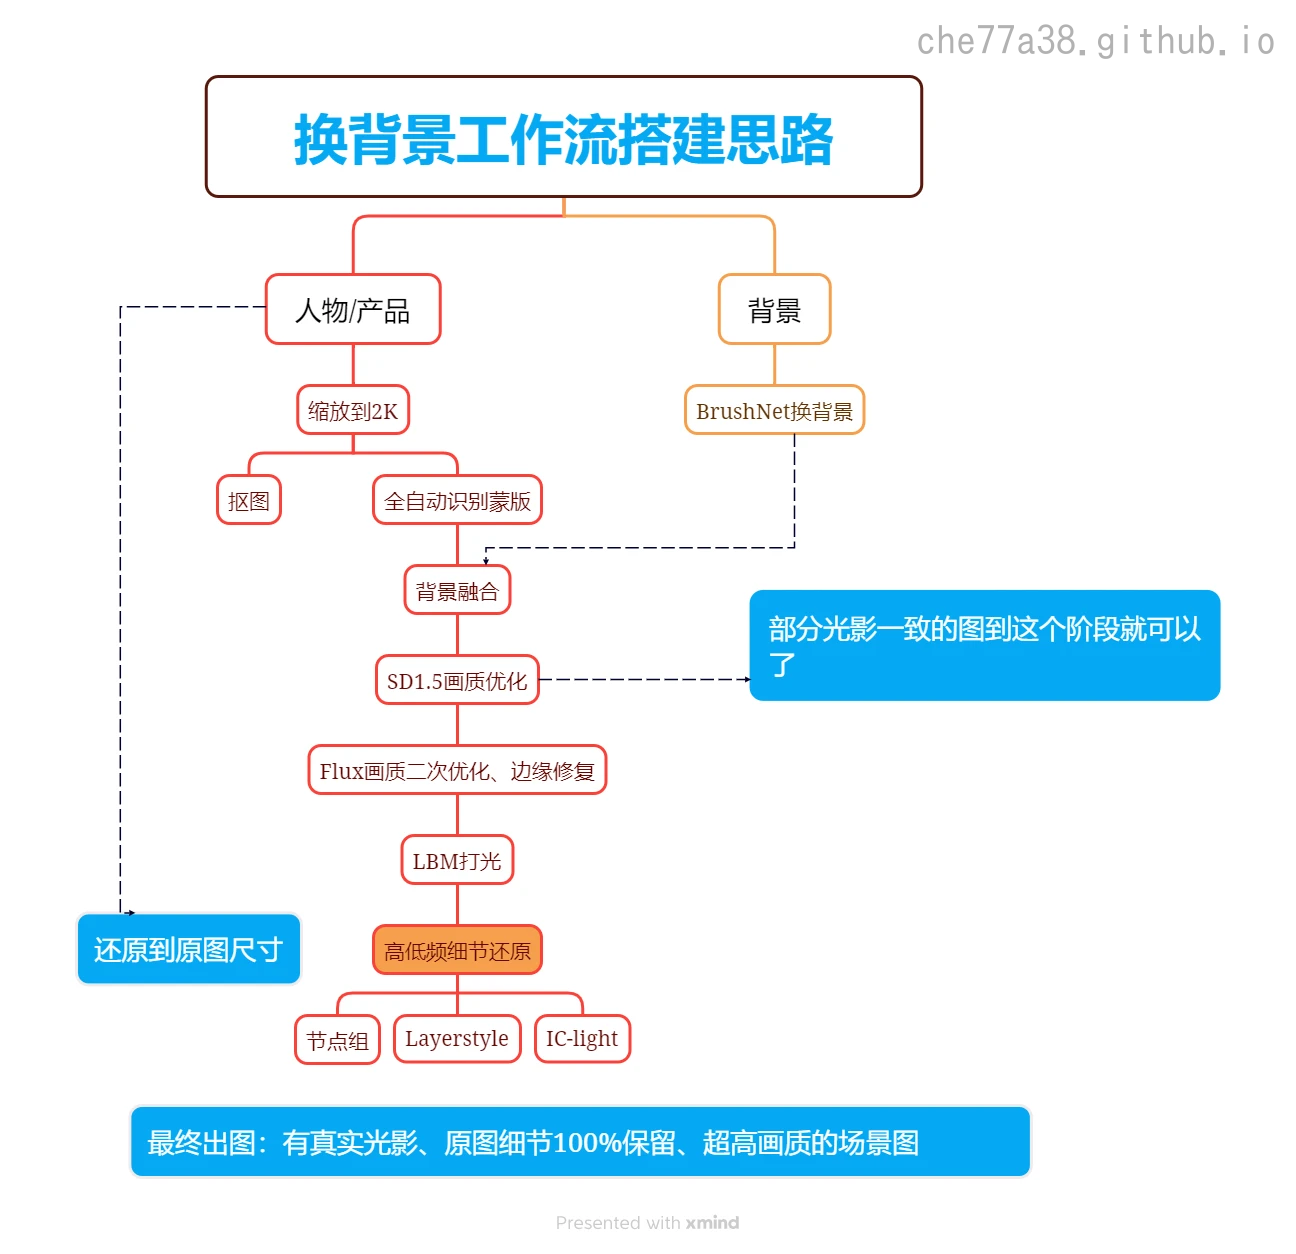 che77a38.github.io
换背景工作流搭建思路
人物/产品
背景
缩放到2K
BrushNet换背景
抠图
全自动识别蒙版
背景融合
部分光影一致的图到这个阶段就可以
了
SD1.5画质优化
Flux画质二次优化、边缘修复
LBM打光
还原到原图尺寸
高低频细节还原
节点组
Layerstyle
IC-light
最终出图：有真实光影、原图细节100%保留、超高画质的场景图
Presented with xmind